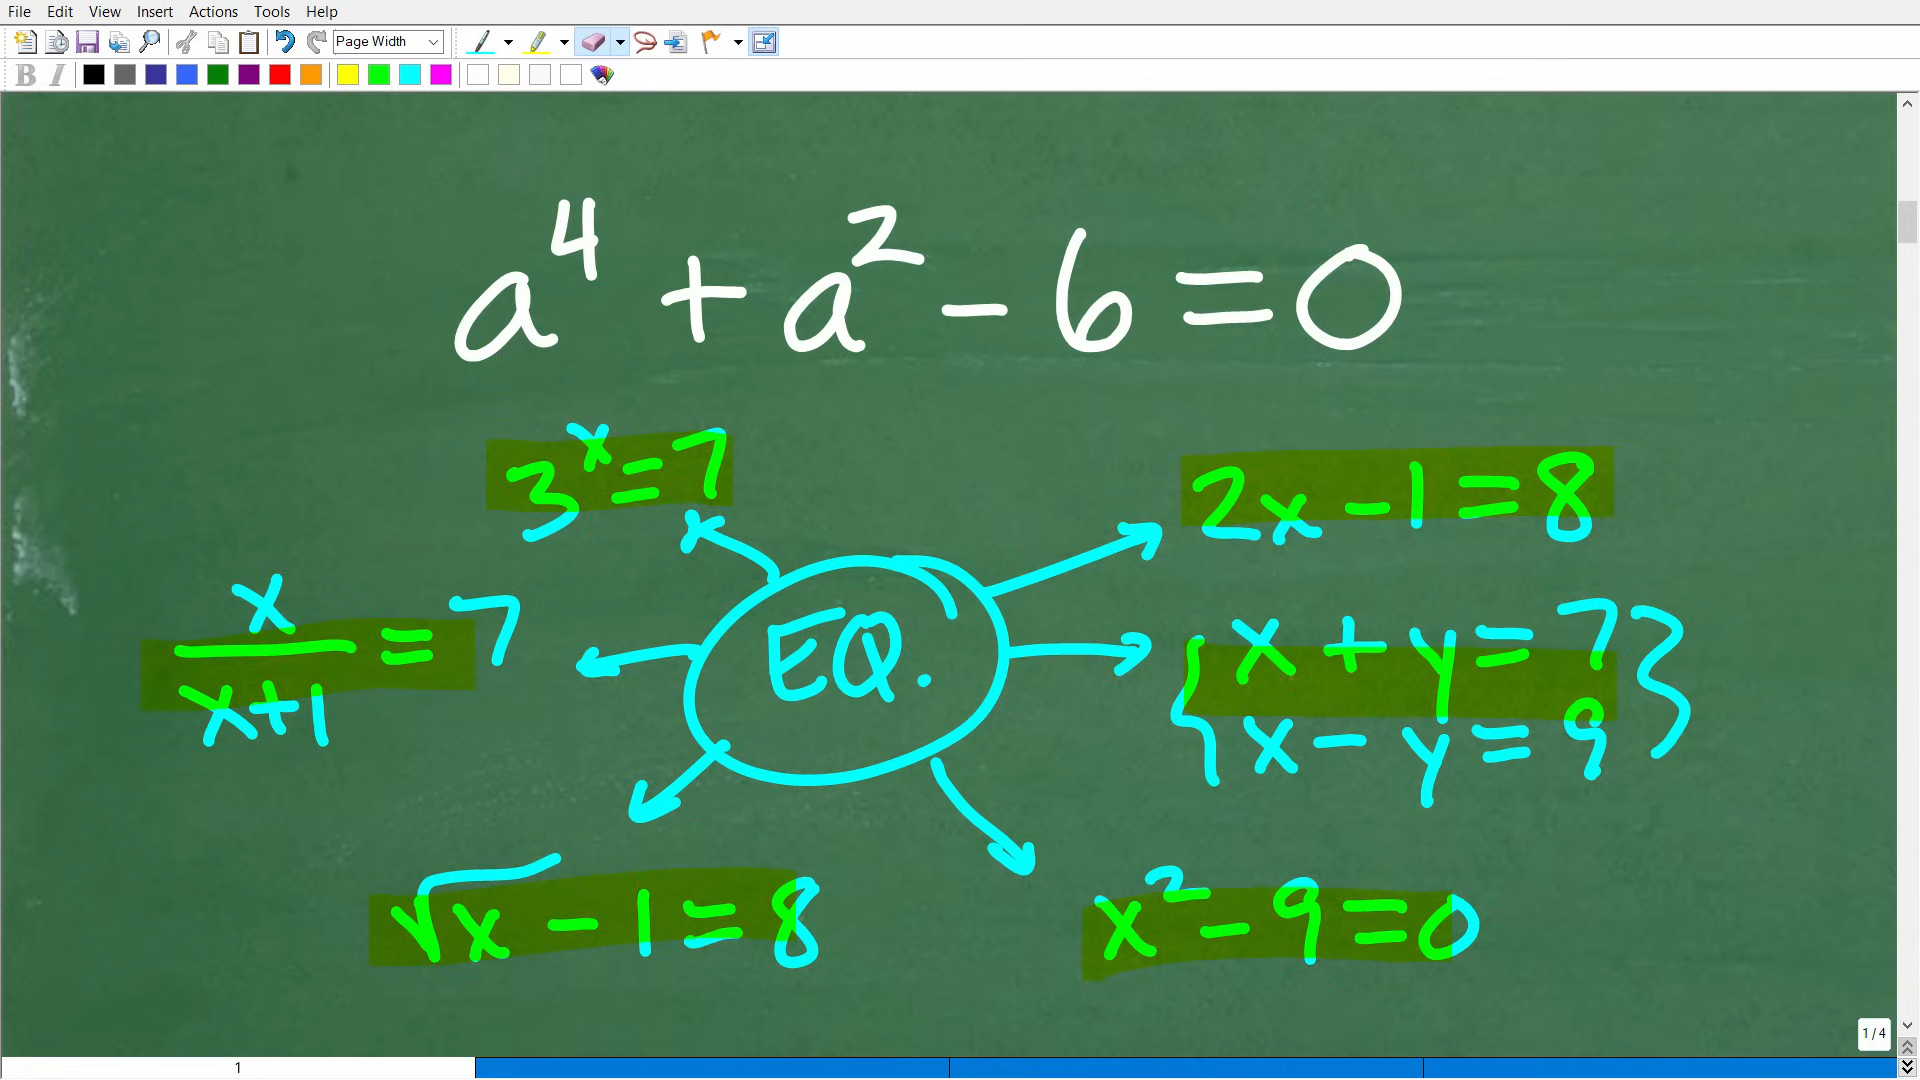 File Edit View Insert Actions Tools Help
Page Width
B I
a⁴ + a² - 6 = 0
3ˣ = 7
2x - 1 = 8
x/x+1 = 7
EQ.
{x + y = 7}
{x - y = 9
√x - 1 = 8
x² - 9 = 0
1 / 4
1